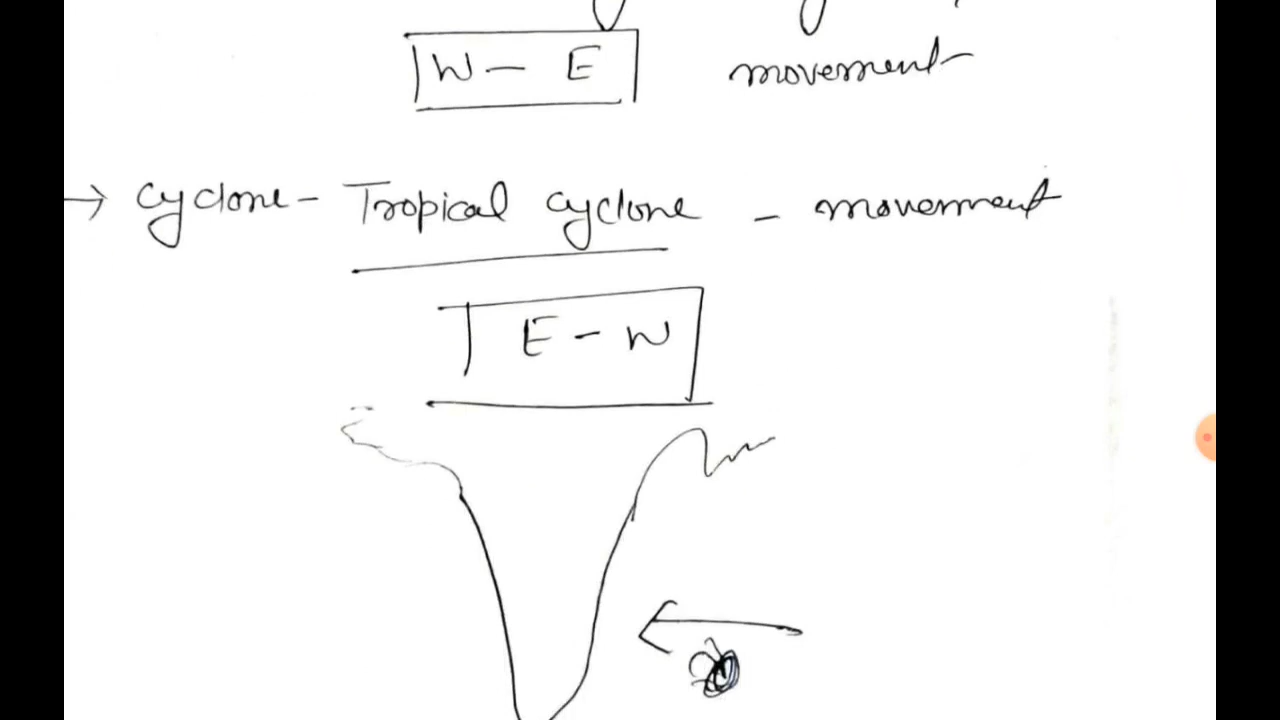 W - E movement
→ cyclone - Tropical cyclone - movement
E - W